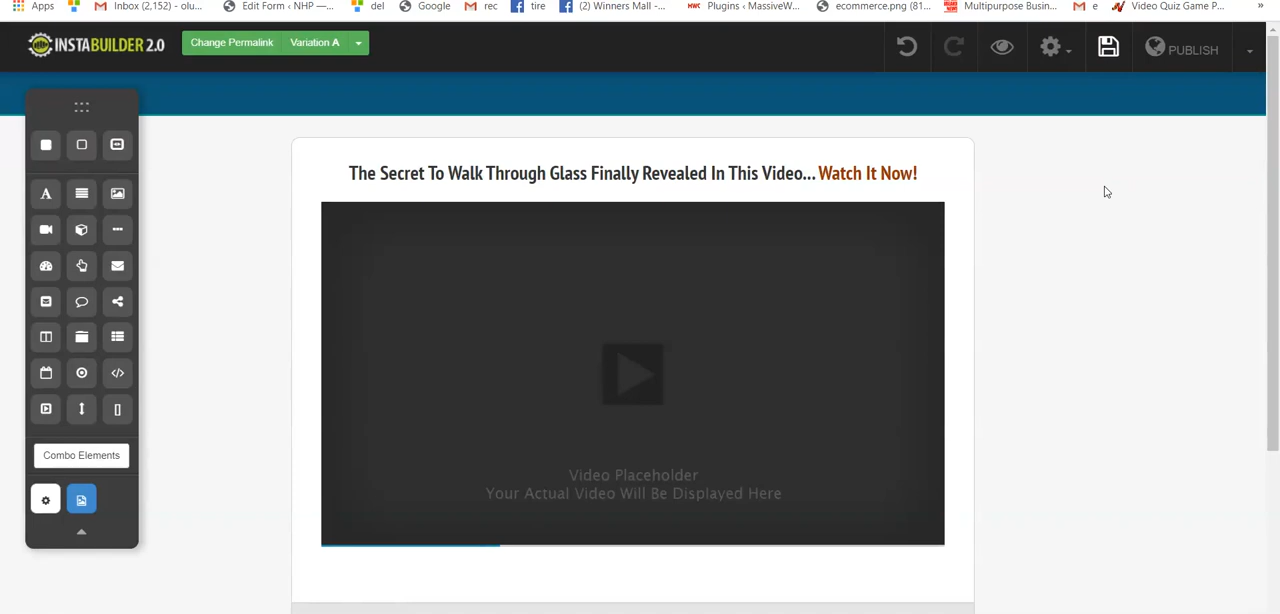 Apps Inbox (2,152) - olu... Edit Form ‹ NHP —... del Google rec tire (2) Winners Mall -... Plugins ‹ MassiveW... ecommerce.png (81... Multipurpose Busin... e Video Quiz Game P... »
INSTABUILDER 2.0 Change Permalink Variation A PUBLISH
The Secret To Walk Through Glass Finally Revealed In This Video... Watch It Now!
Video Placeholder
Your Actual Video Will Be Displayed Here
Combo Elements